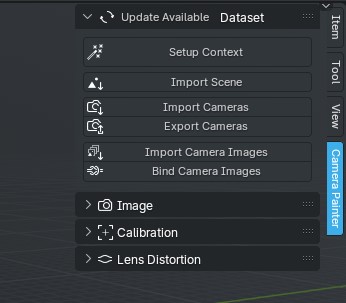 Update Available Dataset
Setup Context
Import Scene
Import Cameras
Export Cameras
Import Camera Images
Bind Camera Images
Image
Calibration
Lens Distortion
Item
Tool
View
Camera Painter